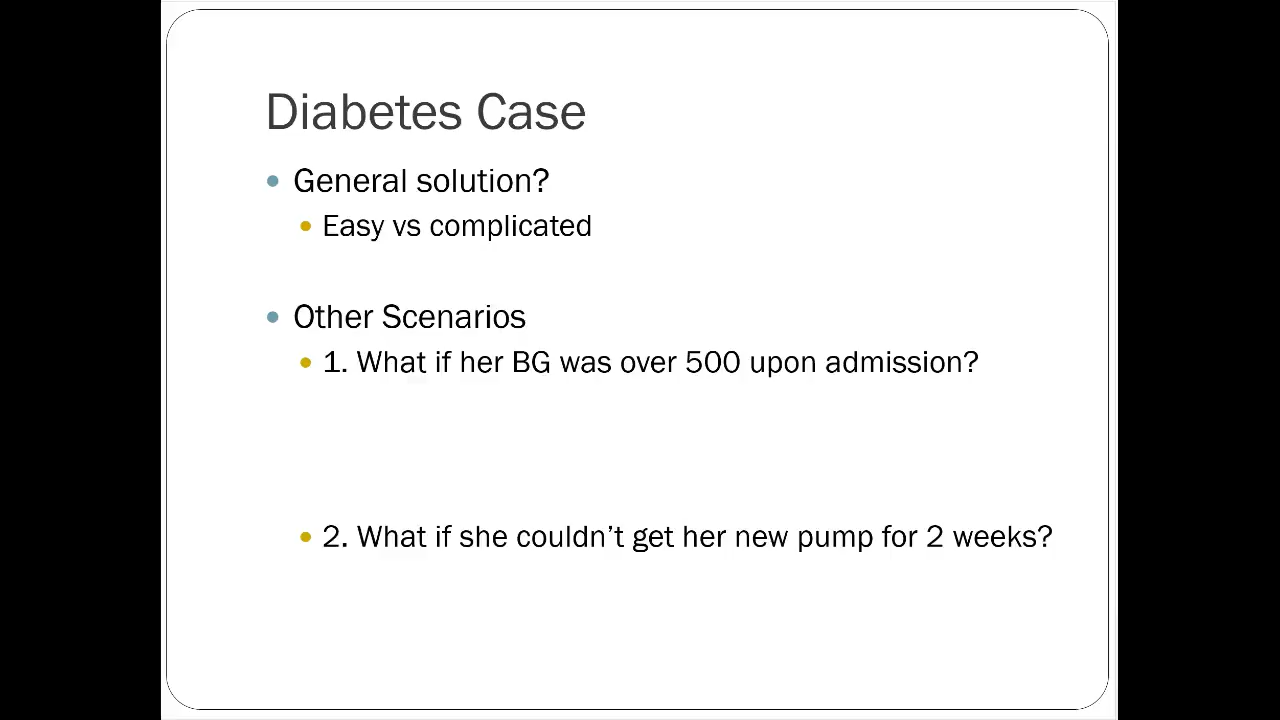 Diabetes Case
General solution?
Easy vs complicated
Other Scenarios
1. What if her BG was over 500 upon admission?
2. What if she couldn’t get her new pump for 2 weeks?